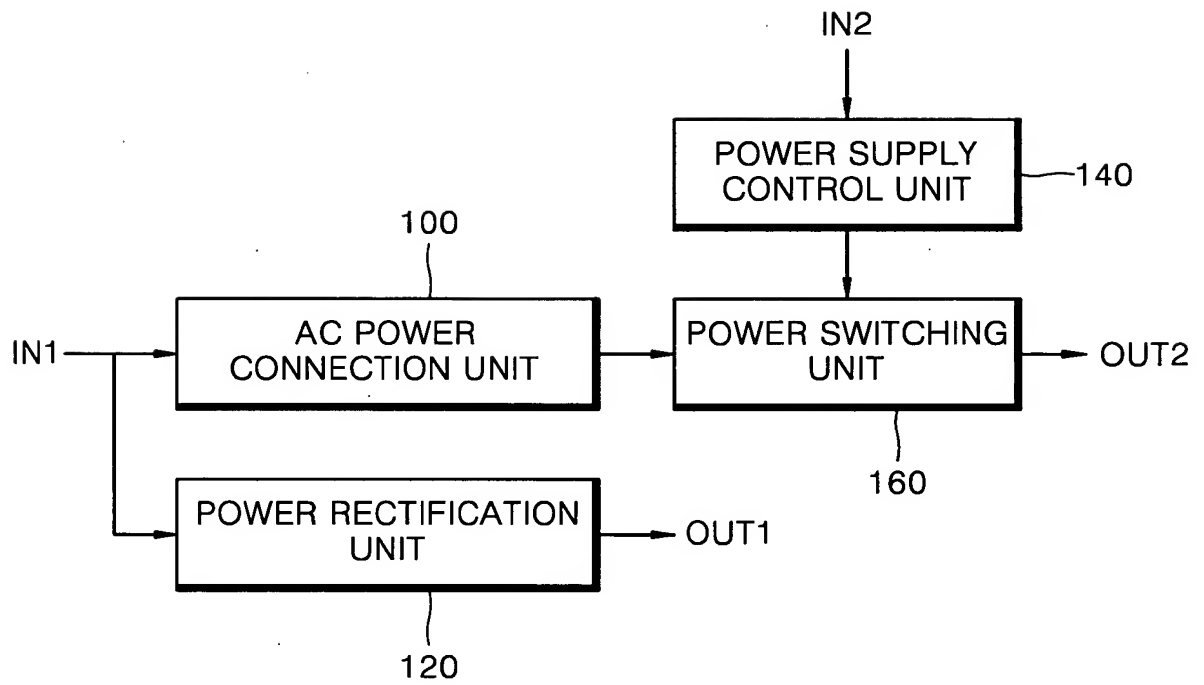 IN2
POWER SUPPLY
CONTROL UNIT
140
100
IN1
AC POWER
CONNECTION UNIT
POWER SWITCHING
UNIT
OUT2
160
POWER RECTIFICATION
UNIT
OUT1
120